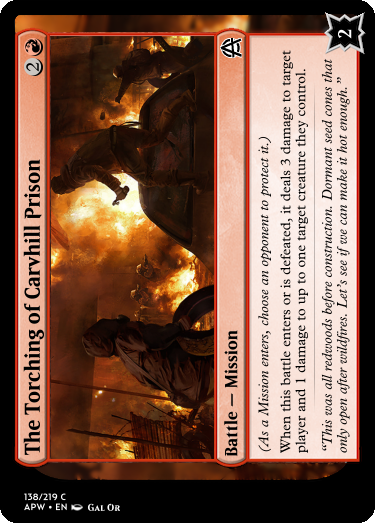 The Torching of Carvhill Prison
2
Battle — Mission
(As a Mission enters, choose an opponent to protect it.)
When this battle enters or is defeated, it deals 3 damage to target
player and 1 damage to up to one target creature they control.
“This was all redwoods before construction. Dormant seed cones that
only open after wildfires. Let’s see if we can make it hot enough.”
2
138/219 C
APW • EN Gal Or